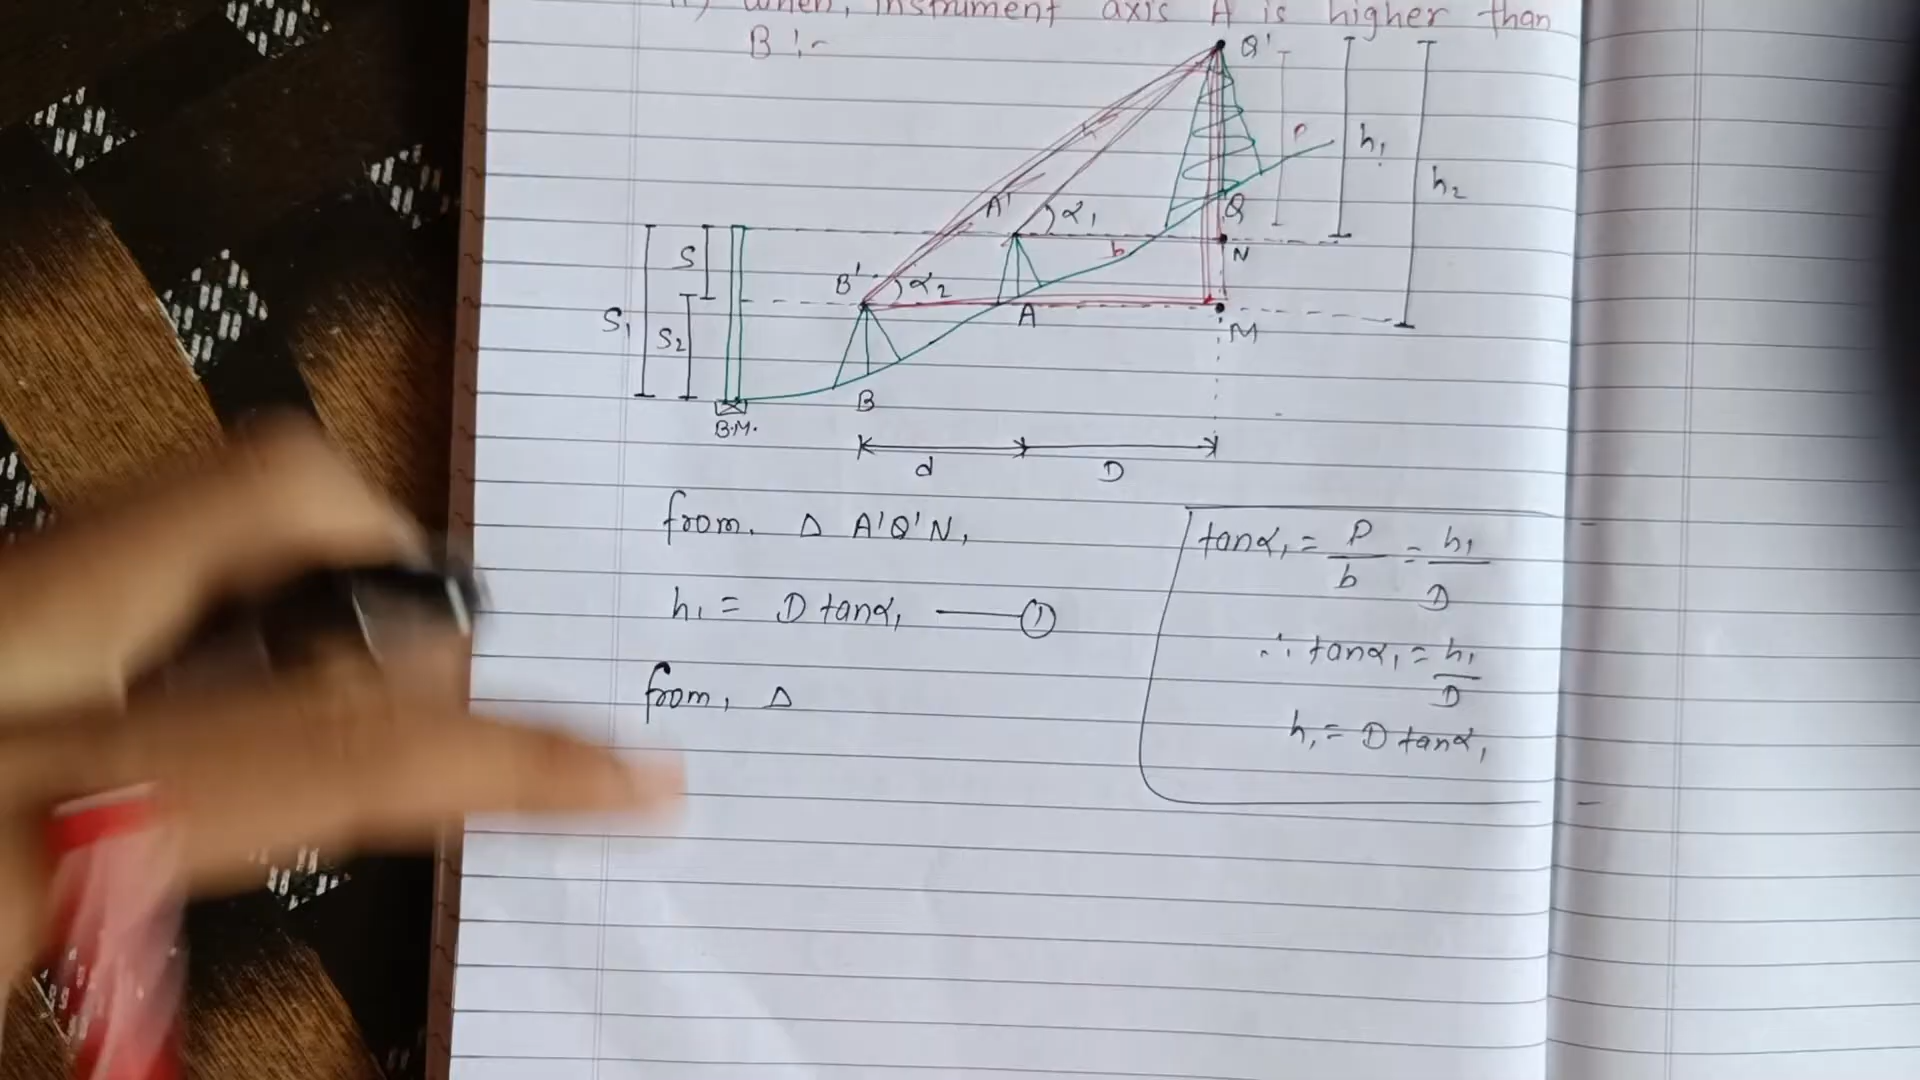 ii) when, instrument axis A is higher than
B :-
Q'
P
h₁
h₂
A'
α₁
Q
b
N
S
B'
α₂
S₁
S₂
A
M
B
B.M.
d
D
from. Δ A'Q'N,
h₁ = D tanα₁ —— ①
from, Δ
tanα₁ = P/b = h₁/D
∴ tanα₁ = h₁/D
h₁ = D tanα₁